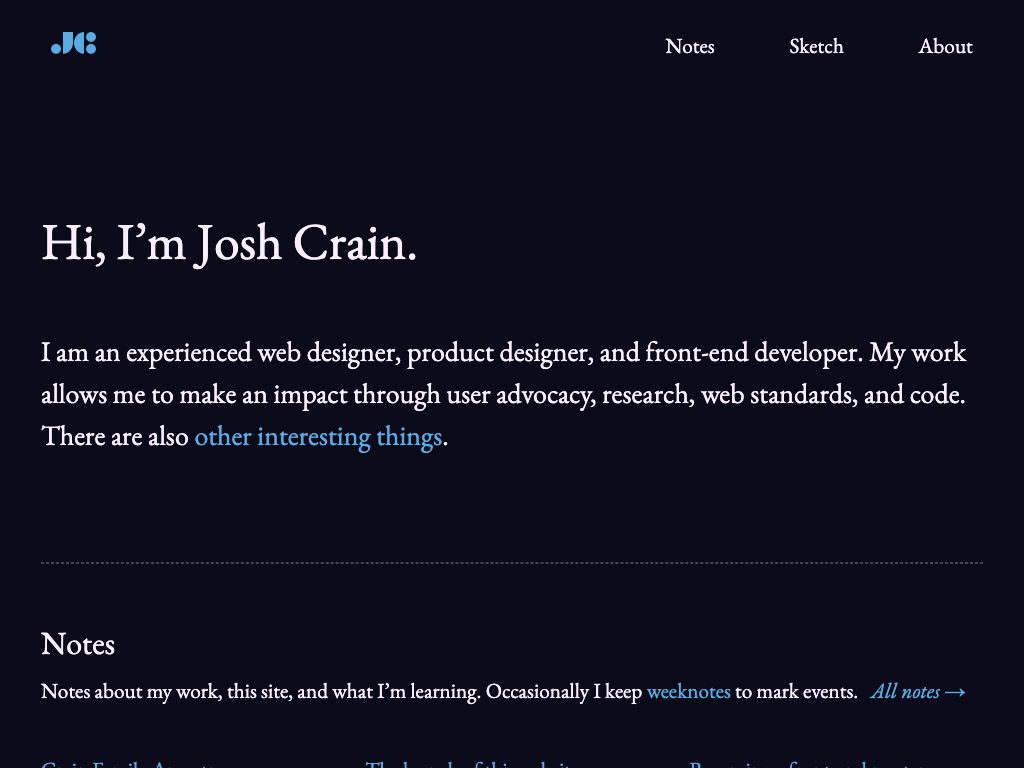 JC
Notes
Sketch
About
Hi, I’m Josh Crain.
I am an experienced web designer, product designer, and front-end developer. My work
allows me to make an impact through user advocacy, research, web standards, and code.
There are also other interesting things.
Notes
Notes about my work, this site, and what I’m learning. Occasionally I keep weeknotes to mark events. All notes →